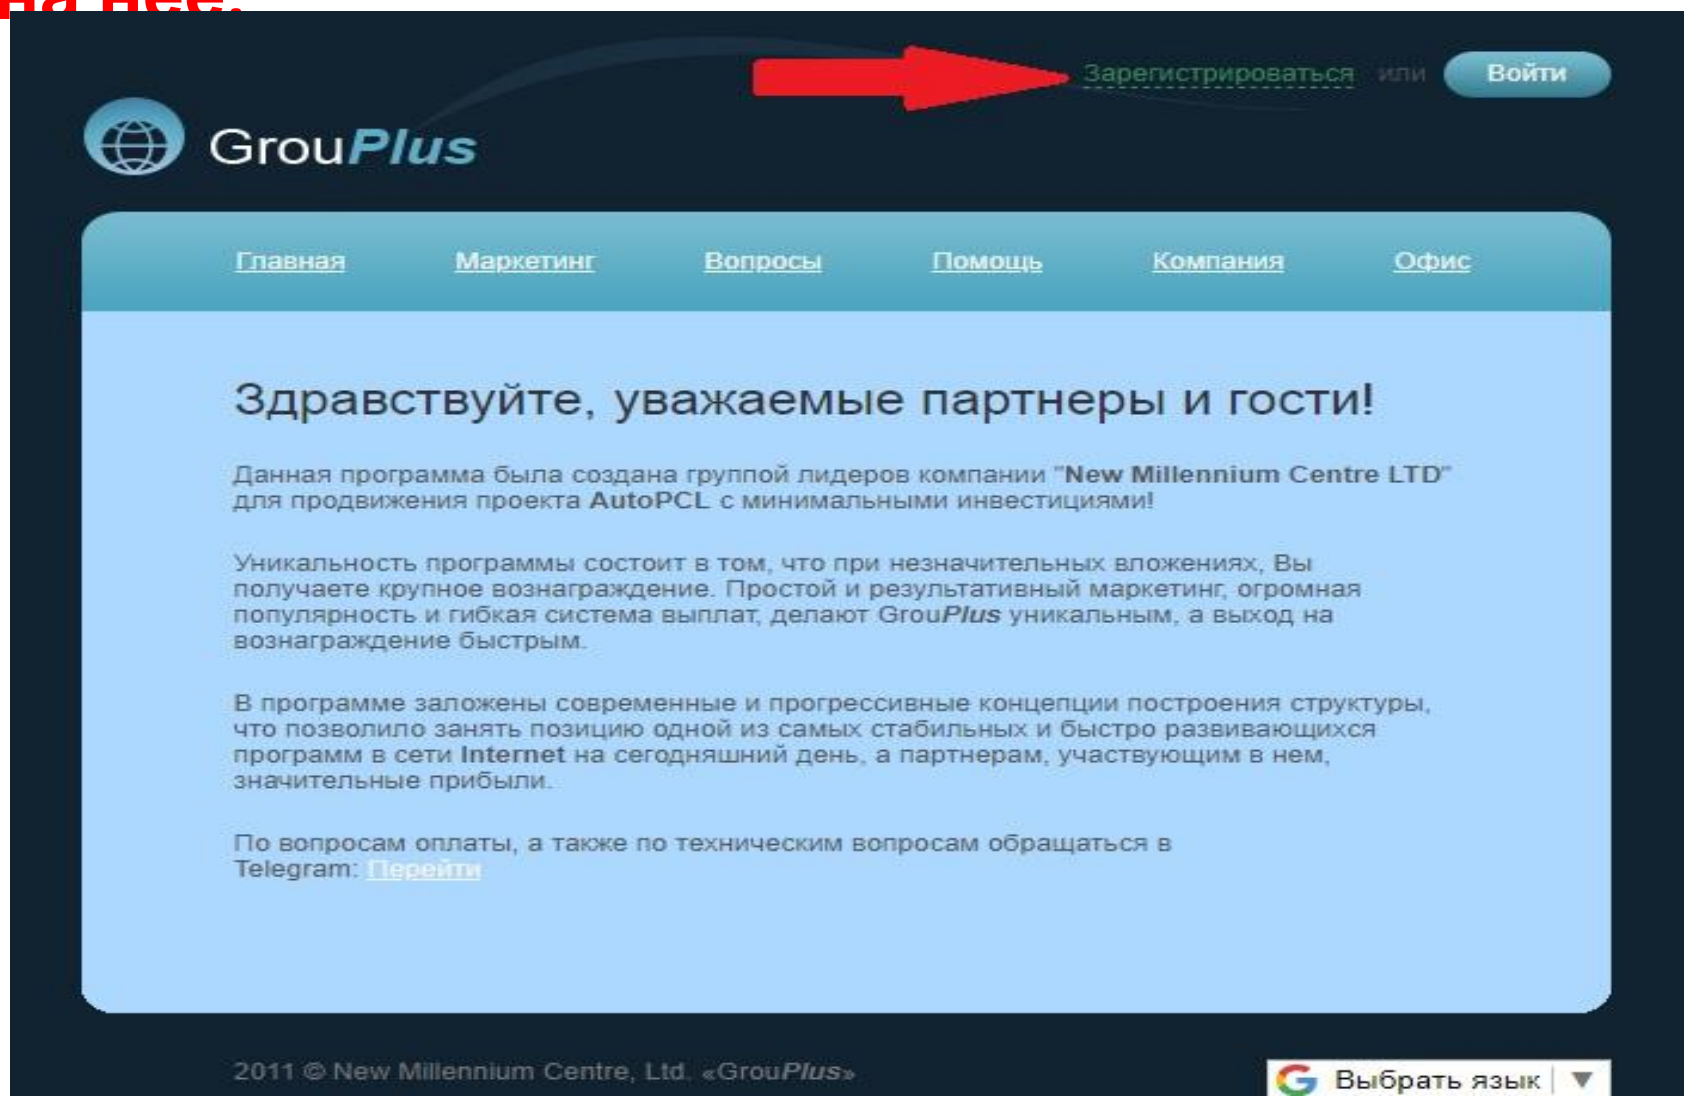 на нее.
Зарегистрироваться или Войти
GrouPlus
Главная Маркетинг Вопросы Помощь Компания Офис
Здравствуйте, уважаемые партнеры и гости!
Данная программа была создана группой лидеров компании "New Millennium Centre LTD"
для продвижения проекта AutoPCL с минимальными инвестициями!
Уникальность программы состоит в том, что при незначительных вложениях, Вы
получаете крупное вознаграждение. Простой и результативный маркетинг, огромная
популярность и гибкая система выплат, делают GrouPlus уникальным, а выход на
вознаграждение быстрым.
В программе заложены современные и прогрессивные концепции построения структуры,
что позволило занять позицию одной из самых стабильных и быстро развивающихся
программ в сети Internet на сегодняшний день, а партнерам, участвующим в нем,
значительные прибыли.
По вопросам оплаты, а также по техническим вопросам обращаться в
Telegram: Перейти
2011 © New Millennium Centre, Ltd. «GrouPlus»
Выбрать язык